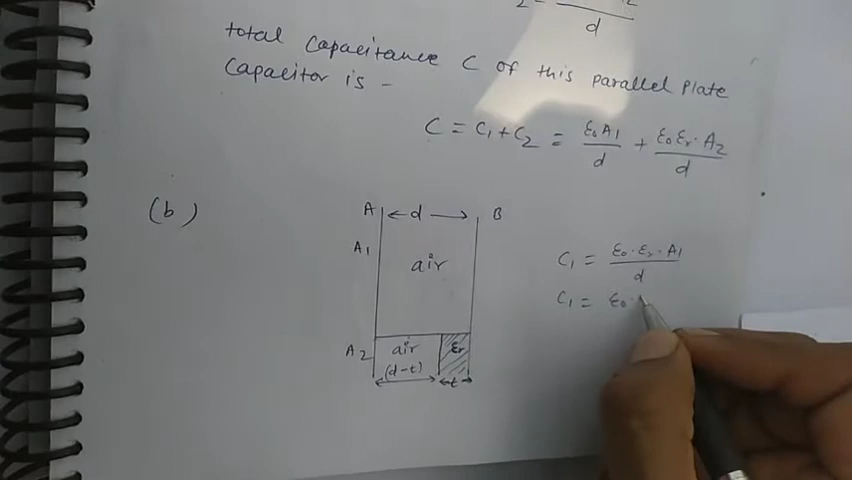 d
total Capacitance C of this parallel plate
Capacitor is -
C = C₁ + C₂ = ε₀A₁/d + ε₀εᵣ·A₂/d
(b)
A ← d → B
A₁
air
C₁ = ε₀·εᵣ·A₁/d
C₁ = ε₀·
A₂ air εr
(d-t) t